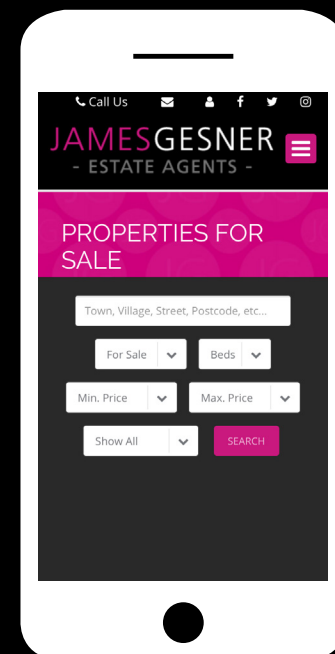 Call Us
JAMESGESNER
- ESTATE AGENTS -
PROPERTIES FOR
SALE
Town, Village, Street, Postcode, etc...
For Sale
Beds
Min. Price
Max. Price
Show All
SEARCH